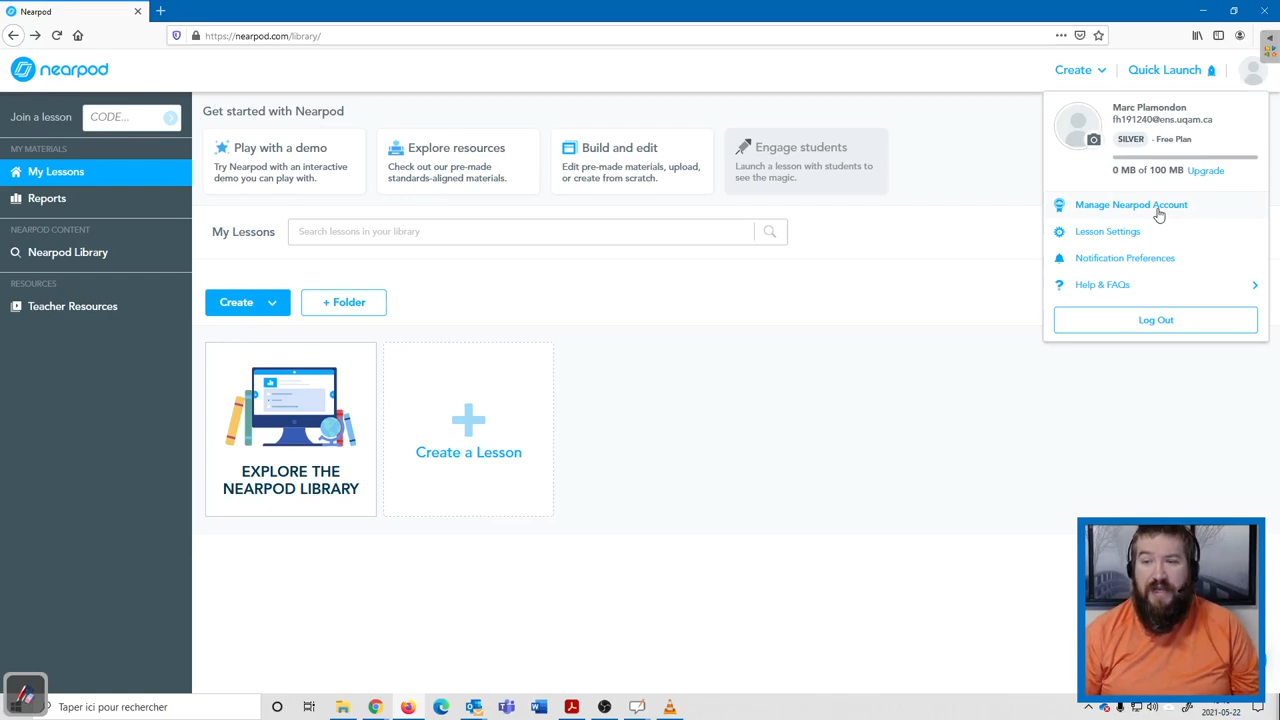 Nearpod
https://nearpod.com/library/
nearpod
Create
Quick Launch
Join a lesson
CODE...
MY MATERIALS
My Lessons
Reports
NEARPOD CONTENT
Nearpod Library
RESOURCES
Teacher Resources
Get started with Nearpod
Play with a demo
Try Nearpod with an interactive
demo you can play with.
Explore resources
Check out our pre-made
standards-aligned materials.
Build and edit
Edit pre-made materials, upload,
or create from scratch.
Engage students
Launch a lesson with students to
see the magic.
My Lessons
Search lessons in your library
Create
+ Folder
EXPLORE THE
NEARPOD LIBRARY
Create a Lesson
Marc Plamondon
fh191240@ens.uqam.ca
SILVER - Free Plan
0 MB of 100 MB Upgrade
Manage Nearpod Account
Lesson Settings
Notification Preferences
? Help & FAQs
Log Out
Taper ici pour rechercher
2021-05-22